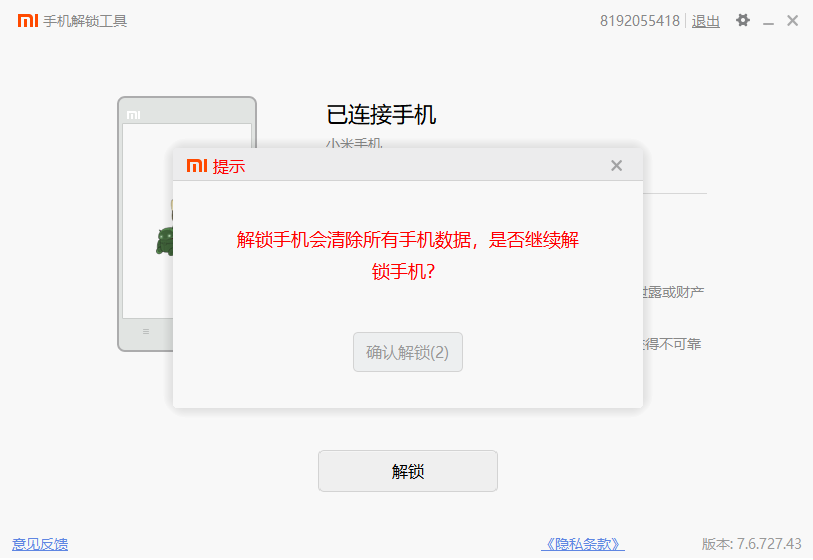 mi 手机解锁工具
8192055418 退出
mi
已连接手机
小米手机
mi 提示
解锁手机会清除所有手机数据，是否继续解
锁手机？
露或财产
确认解锁(2)
得不可靠
解锁
意见反馈
《隐私条款》
版本: 7.6.727.43